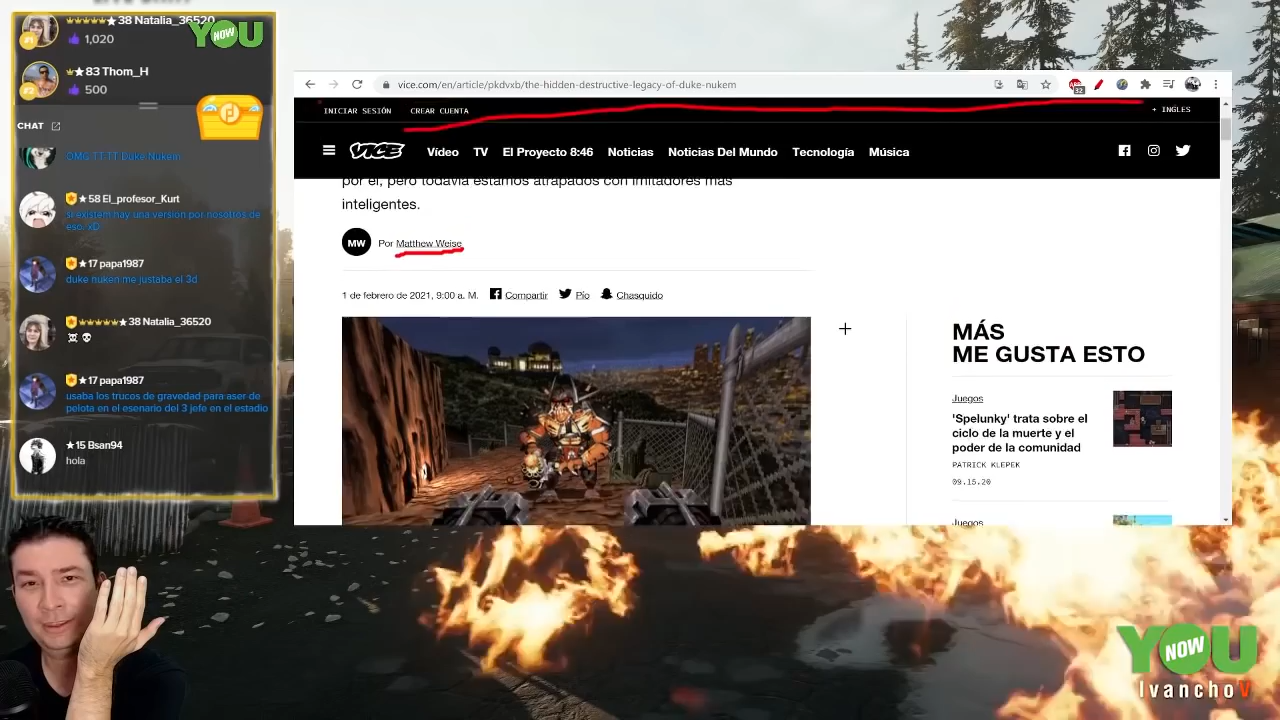 38 Natalia_36520
1,020
YOU
NOW
#1
83 Thom_H
500
#2
CHAT
OMG TT TT Duke Nukem
58 El_profesor_Kurt
si existem hay una version por nosotros de
eso. xD
17 papa1987
duke nuken me justaba el 3d
38 Natalia_36520
17 papa1987
usaba los trucos de gravedad para aser de
pelota en el esenario del 3 jefe en el estadio
15 Bsan94
hola
vice.com/en/article/pkdvxb/the-hidden-destructive-legacy-of-duke-nukem
32
INICIAR SESIÓN CREAR CUENTA + INGLES
VICE Vídeo TV El Proyecto 8:46 Noticias Noticias Del Mundo Tecnología Música
por él, pero todavía estamos atrapados con imitadores más
inteligentes.
MW Por Matthew Weise
1 de febrero de 2021, 9:00 a. M. Compartir Pío Chasquido
MÁS
ME GUSTA ESTO
Juegos
'Spelunky' trata sobre el
ciclo de la muerte y el
poder de la comunidad
PATRICK KLEPEK
09.15.20
Juegos
YOU
NOW
IvanchoV